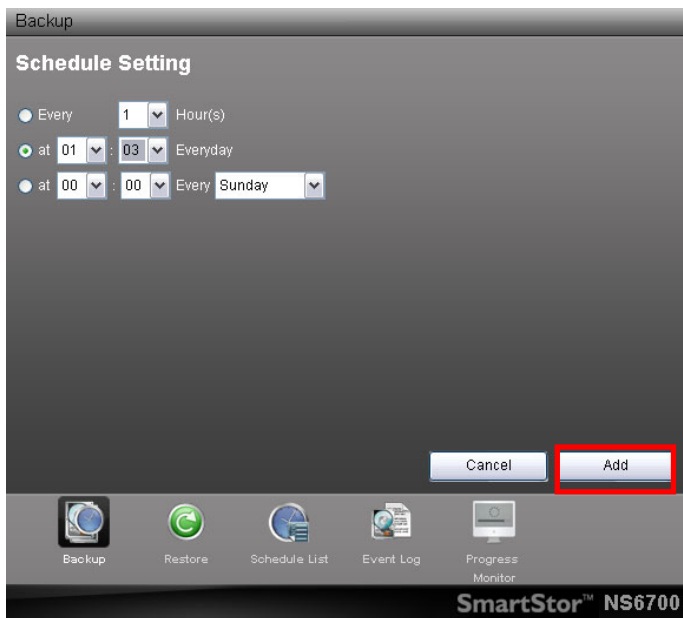 Backup
Schedule Setting
Every 1 Hour(s)
at 01 : 03 Everyday
at 00 : 00 Every Sunday
Cancel Add
Backup Restore Schedule List Event Log Progress Monitor
SmartStor™ NS6700